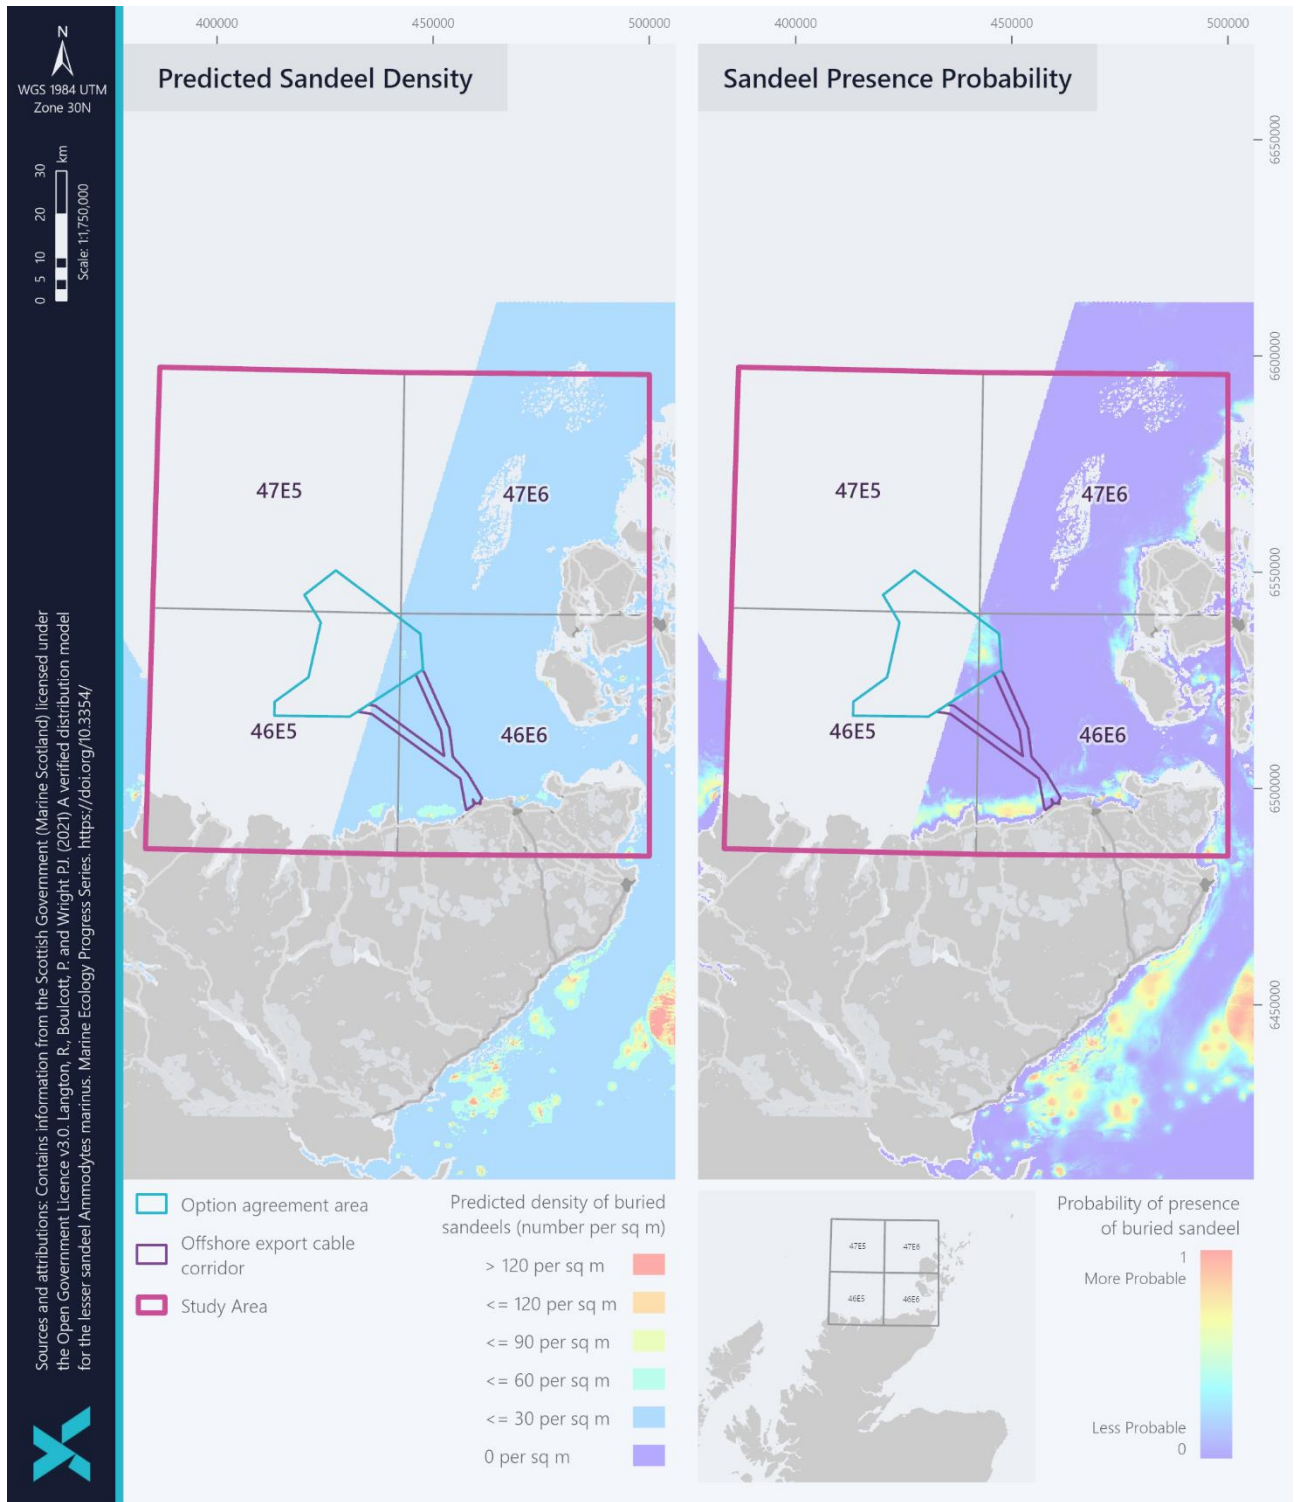 N
WGS 1984 UTM
Zone 30N
0 5 10 20 30 km
Scale: 1:1,750,000
Sources and attributions: Contains information from the Scottish Government (Marine Scotland) licensed under
the Open Government Licence v3.0. Langton, R., Boulcott, P. and Wright P.J. (2021) A verified distribution model
for the lesser sandeel Ammodytes marinus. Marine Ecology Progress Series. https://doi.org/10.3354/
400000 450000 500000
Predicted Sandeel Density
47E5
47E6
46E5
46E6
400000 450000 500000
Sandeel Presence Probability
47E5
47E6
46E5
46E6
6650000
6600000
6550000
6500000
6450000
Option agreement area
Offshore export cable
corridor
Study Area
Predicted density of buried
sandeels (number per sq m)
> 120 per sq m
<= 120 per sq m
<= 90 per sq m
<= 60 per sq m
<= 30 per sq m
0 per sq m
47E5
47E6
46E5
46E6
Probability of presence
of buried sandeel
1
More Probable
Less Probable
0